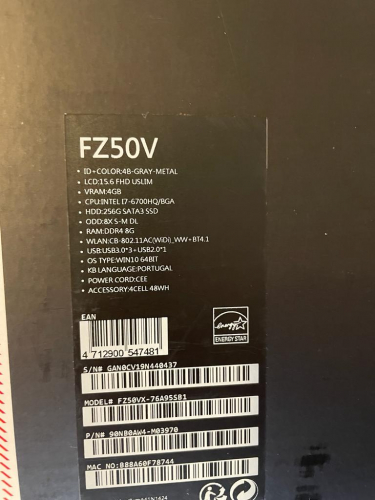 FZ50V
• ID+COLOR:4B-GRAY-METAL
• LCD:15.6 FHD USLIM
• VRAM:4GB
• CPU:INTEL I7-6700HQ/BGA
• HDD:256G SATA3 SSD
• ODD:8X S-M DL
• RAM:DDR4 8G
• WLAN:CB-802.11AC(WiDi)_WW+BT4.1
• USB:USB3.0*3+USB2.0*1
• OS TYPE:WIN10 64BIT
• KB LANGUAGE:PORTUGAL
• POWER CORD:CEE
• ACCESSORY:4CELL 48WH
EAN
4 712900 547481
energy
ENERGY STAR
S/N# GAN0CV19N440437
MODEL# FZ50VX-76A95SB1
P/N# 90NB0AW4-M03970
MAC NO:B88A60F78744